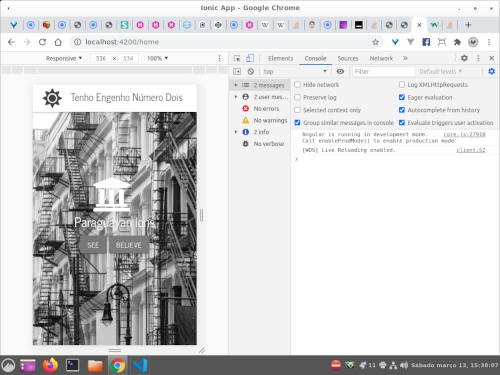 Ionic App - Google Chrome
localhost:4200/home
Responsive ▼ 336 × 534 100% ▼
Elements Console Sources Network »
top ▼ Filter Default levels ▼
Tenho Engenho Número Dois
Paraguayan Ions
SEE BELIEVE
2 messages
2 user mes...
No errors
No warnings
2 info
No verbose
Hide network
Log XMLHttpRequests
Preserve log
Eager evaluation
Selected context only
Autocomplete from history
Group similar messages in console
Evaluate triggers user activation
Angular is running in development mode. core.js:27910
Call enableProdMode() to enable production mode.
[WDS] Live Reloading enabled. client:52
11 Sábado março 13, 15:38:07